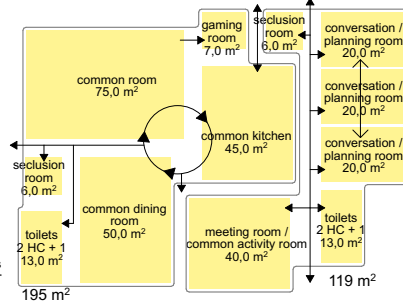 gaming
room
7,0 m²
seclusion
room
6,0 m²
conversation /
planning room
20,0 m²
common room
75,0 m²
conversation /
planning room
20,0 m²
common kitchen
45,0 m²
conversation /
planning room
20,0 m²
seclusion
room
6,0 m²
common dining
room
50,0 m²
toilets
2 HC + 1
13,0 m²
meeting room /
common activity room
40,0 m²
toilets
2 HC + 1
13,0 m²
195 m²
119 m²